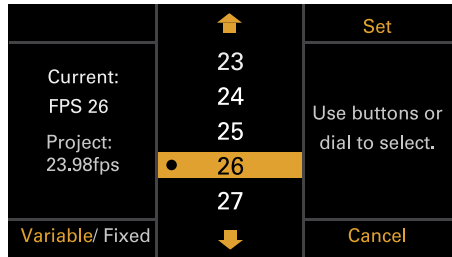 Current:
FPS 26
Project:
23.98fps
Variable/ Fixed
23
24
25
26
27
Set
Use buttons or
dial to select.
Cancel